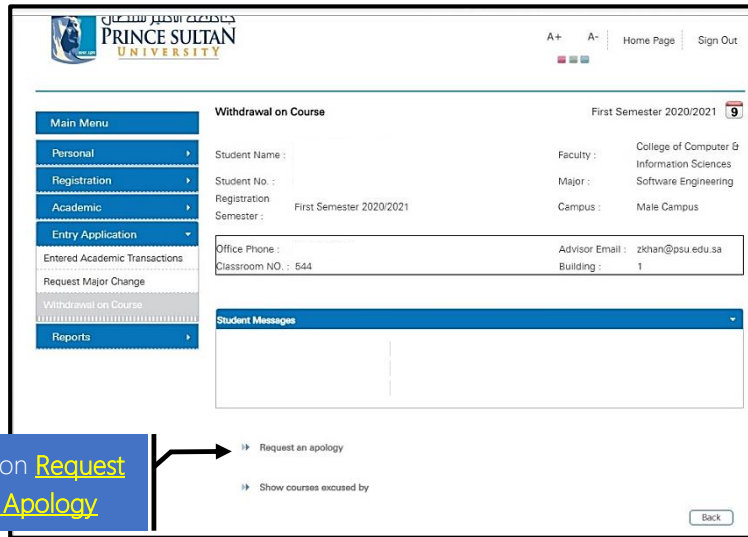 PRINCE SULTAN
UNIVERSITY
A+ A- Home Page Sign Out
Main Menu
Personal
Registration
Academic
Entry Application
Entered Academic Transactions
Request Major Change
Withdrawal on Course
Reports
Withdrawal on Course
First Semester 2020/2021 9
Student Name :
Faculty : College of Computer &
Information Sciences
Student No. :
Major : Software Engineering
Registration
Semester : First Semester 2020/2021
Campus : Male Campus
Office Phone :
Advisor Email : zkhan@psu.edu.sa
Classroom NO. : 544
Building : 1
Student Messages
Request an apology
Show courses excused by
Back
on Request
Apology